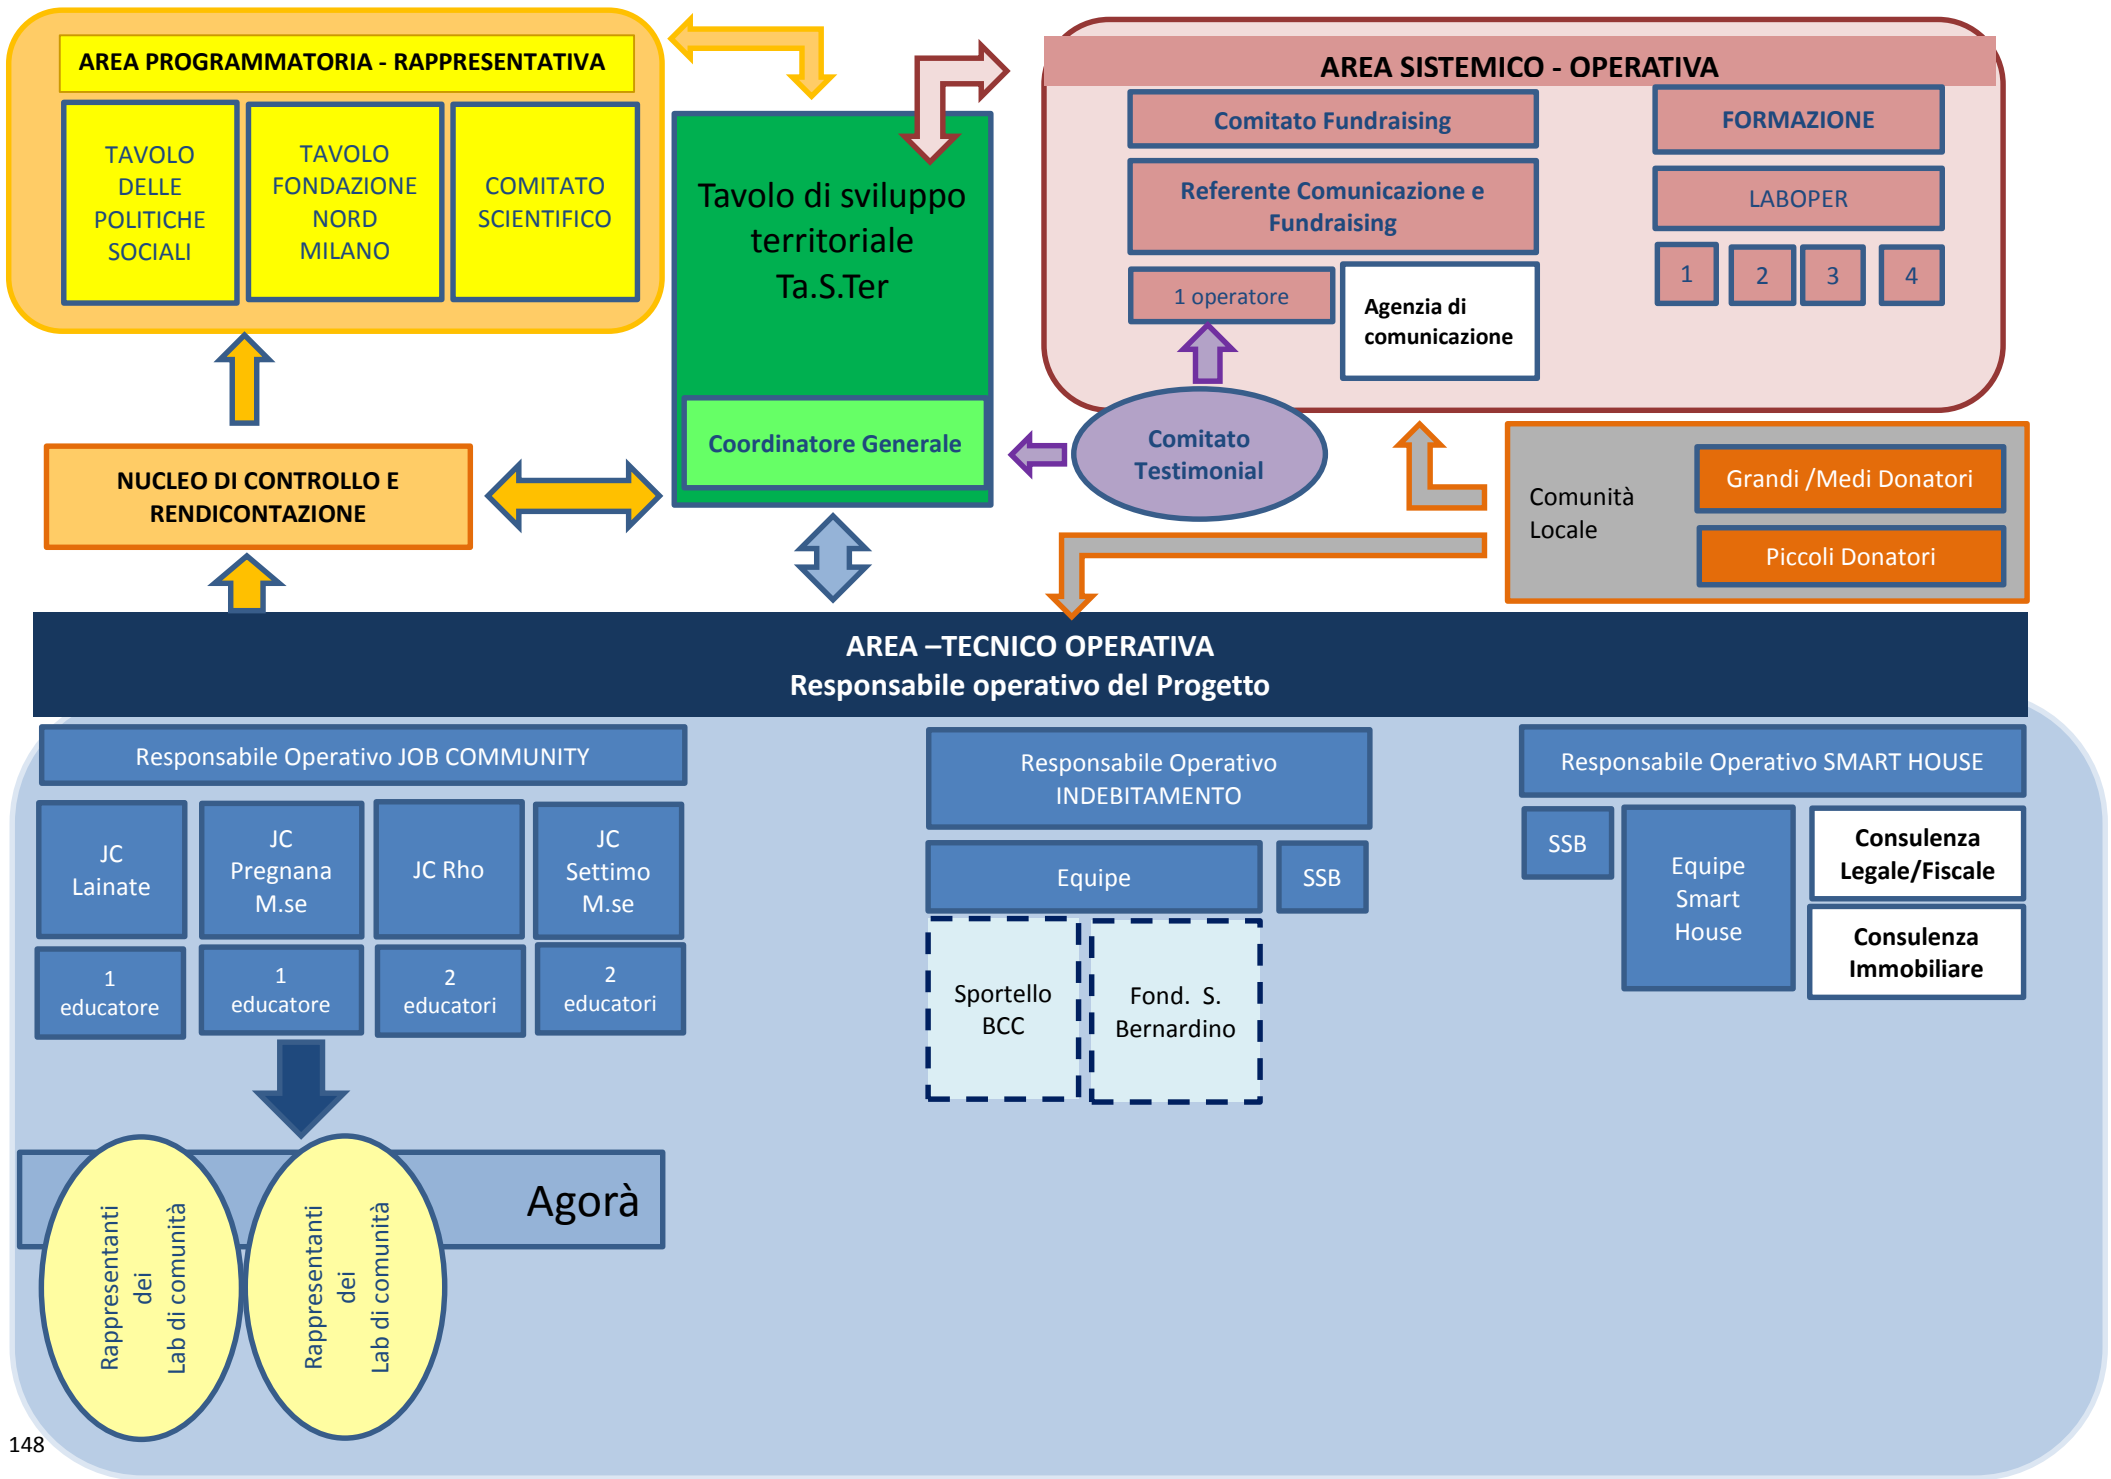 AREA PROGRAMMATORIA - RAPPRESENTATIVA
TAVOLO
DELLE
POLITICHE
SOCIALI
TAVOLO
FONDAZIONE
NORD
MILANO
COMITATO
SCIENTIFICO
Tavolo di sviluppo
territoriale
Ta.S.Ter
Coordinatore Generale
AREA SISTEMICO - OPERATIVA
Comitato Fundraising
Referente Comunicazione e
Fundraising
1 operatore
Agenzia di
comunicazione
FORMAZIONE
LABOPER
1
2
3
4
NUCLEO DI CONTROLLO E
RENDICONTAZIONE
Comitato
Testimonial
Comunità
Locale
Grandi /Medi Donatori
Piccoli Donatori
AREA –TECNICO OPERATIVA
Responsabile operativo del Progetto
Responsabile Operativo JOB COMMUNITY
JC
Lainate
JC
Pregnana
M.se
JC Rho
JC
Settimo
M.se
1
educatore
1
educatore
2
educatori
2
educatori
Agorà
Rappresentanti
dei
Lab di comunità
Rappresentanti
dei
Lab di comunità
Responsabile Operativo
INDEBITAMENTO
Equipe
SSB
Sportello
BCC
Fond. S.
Bernardino
Responsabile Operativo SMART HOUSE
SSB
Equipe
Smart
House
Consulenza
Legale/Fiscale
Consulenza
Immobiliare
148